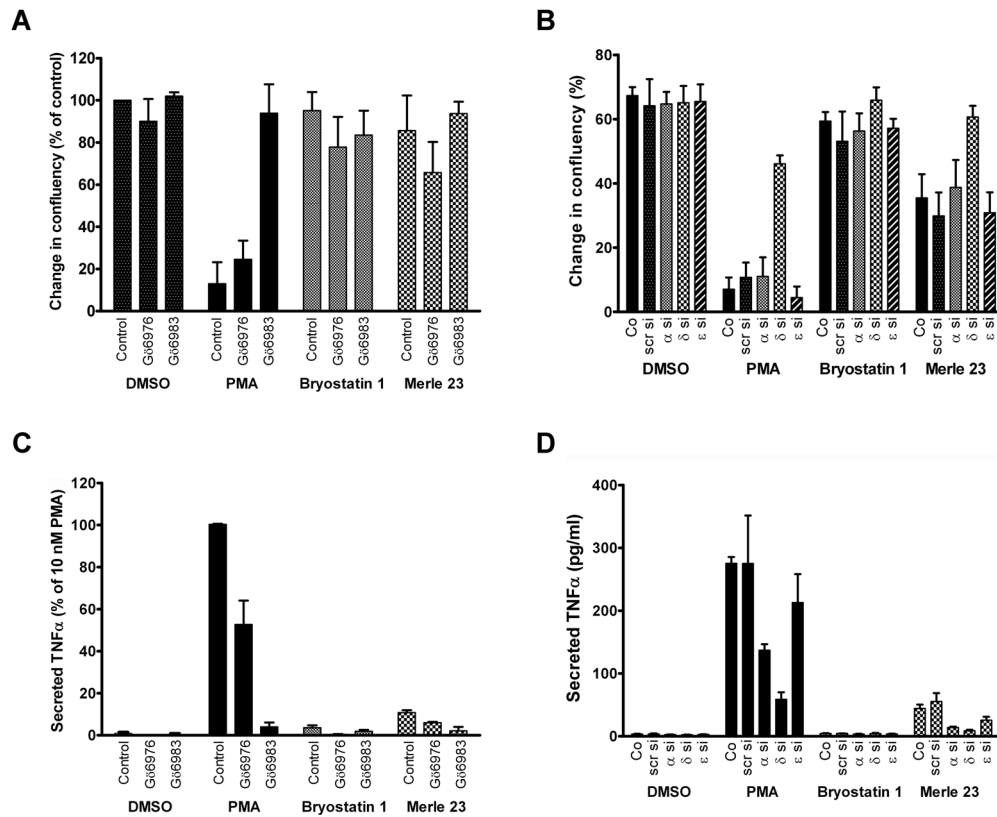 A
Change in confluency (% of control)
120
100
80
60
40
20
0
Control
Gö6976
Gö6983
Control
Gö6976
Gö6983
Control
Gö6976
Gö6983
Control
Gö6976
Gö6983
DMSO PMA Bryostatin 1 Merle 23
B
Change in confluency (%)
80
60
40
20
0
Co
scr si
α si
δ si
ε si
Co
scr si
α si
δ si
ε si
Co
scr si
α si
δ si
ε si
Co
scr si
α si
δ si
ε si
DMSO PMA Bryostatin 1 Merle 23
C
Secreted TNFα (% of 10 nM PMA)
120
100
80
60
40
20
0
Control
Gö6976
Gö6983
Control
Gö6976
Gö6983
Control
Gö6976
Gö6983
Control
Gö6976
Gö6983
DMSO PMA Bryostatin 1 Merle 23
D
Secreted TNFα (pg/ml)
400
300
200
100
0
Co
scr si
α si
δ si
ε si
Co
scr si
α si
δ si
ε si
Co
scr si
α si
δ si
ε si
Co
scr si
α si
δ si
ε si
DMSO PMA Bryostatin 1 Merle 23